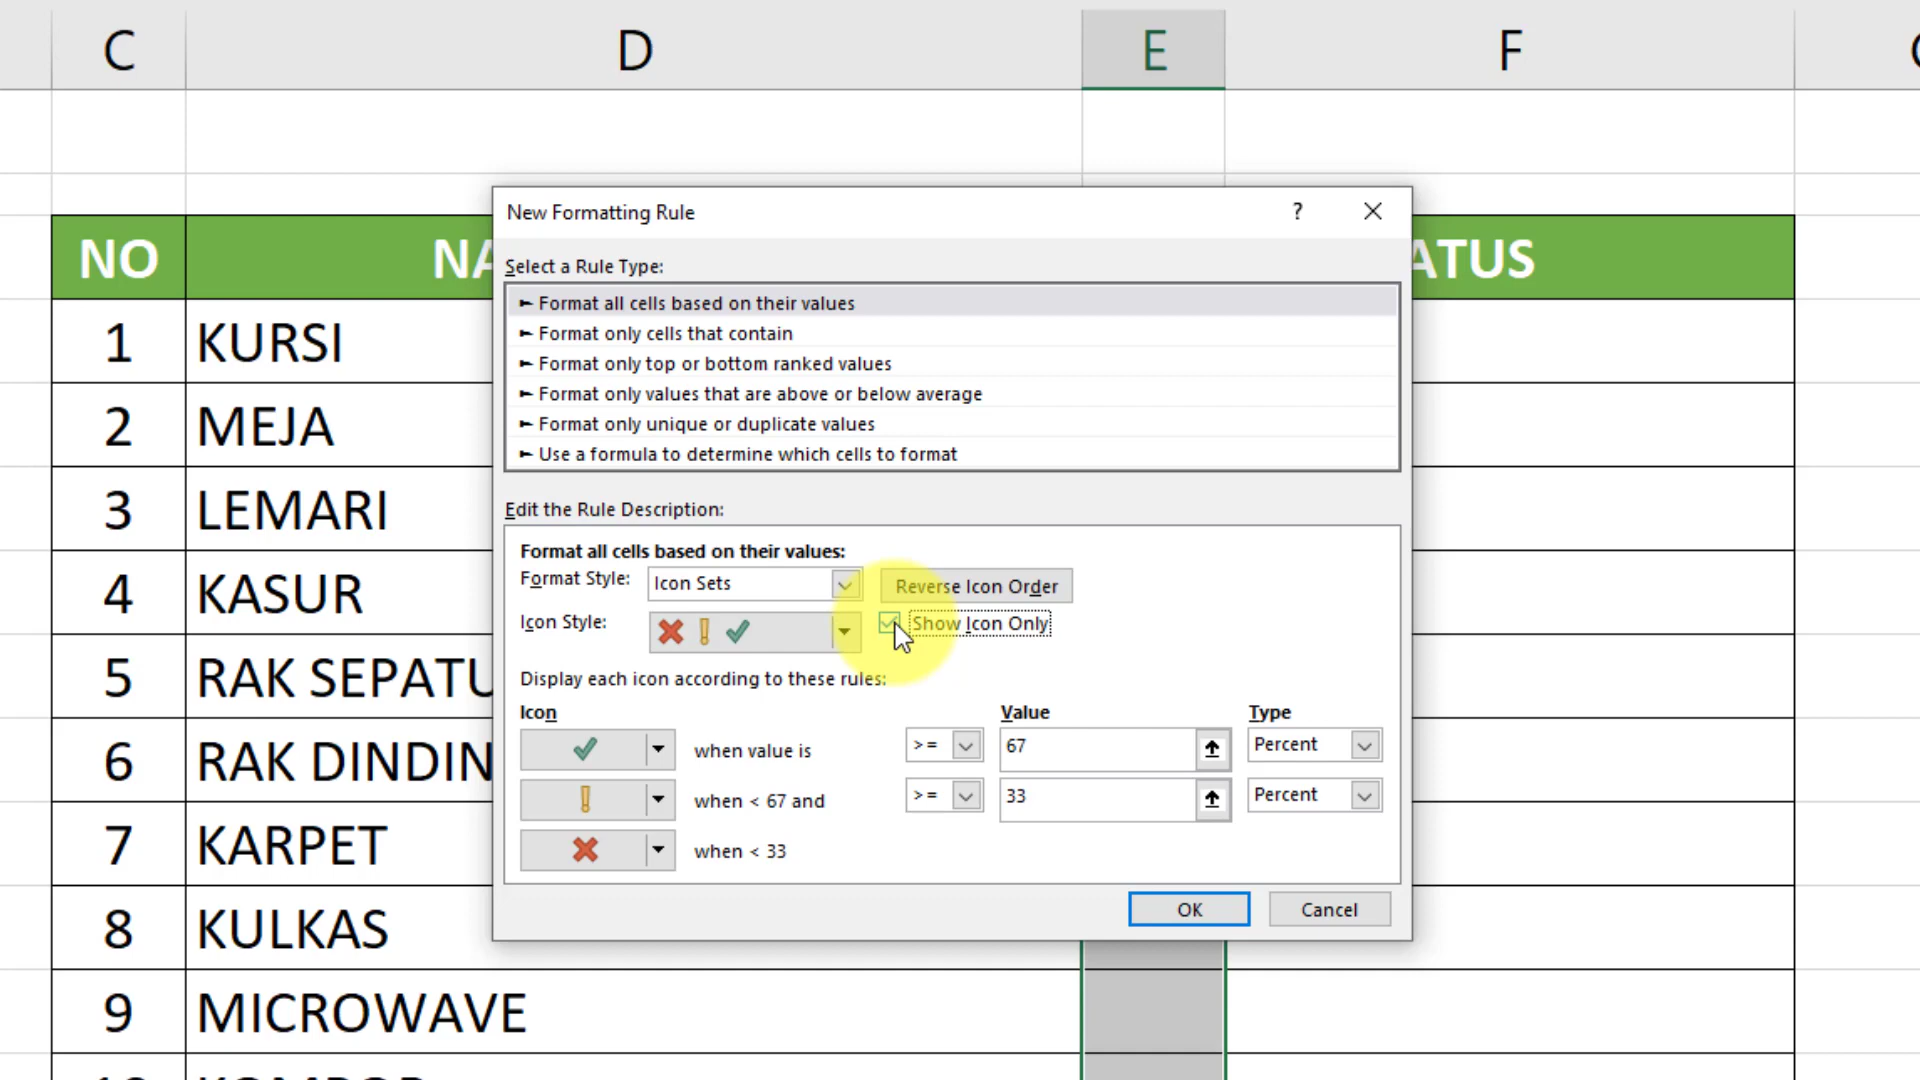 C D E F
New Formatting Rule ?
NO ATUS
Select a Rule Type:
► Format all cells based on their values
► Format only cells that contain
► Format only top or bottom ranked values
► Format only values that are above or below average
► Format only unique or duplicate values
► Use a formula to determine which cells to format
1 KURSI
2 MEJA
3 LEMARI
4 KASUR
5 RAK SEPATU
6 RAK DINDIN
7 KARPET
8 KULKAS
9 MICROWAVE
Edit the Rule Description:
Format all cells based on their values:
Format Style: Icon Sets Reverse Icon Order
Icon Style: Show Icon Only
Display each icon according to these rules:
Icon Value Type
when value is >= 67 Percent
when < 67 and >= 33 Percent
when < 33
OK Cancel